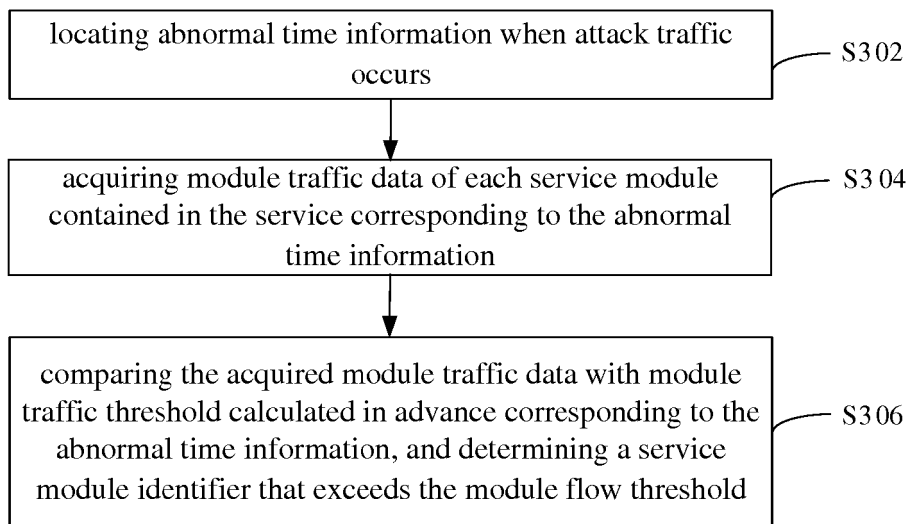 locating abnormal time information when attack traffic
occurs
S302
acquiring module traffic data of each service module
contained in the service corresponding to the abnormal
time information
S304
comparing the acquired module traffic data with module
traffic threshold calculated in advance corresponding to the
abnormal time information, and determining a service
module identifier that exceeds the module flow threshold
S306